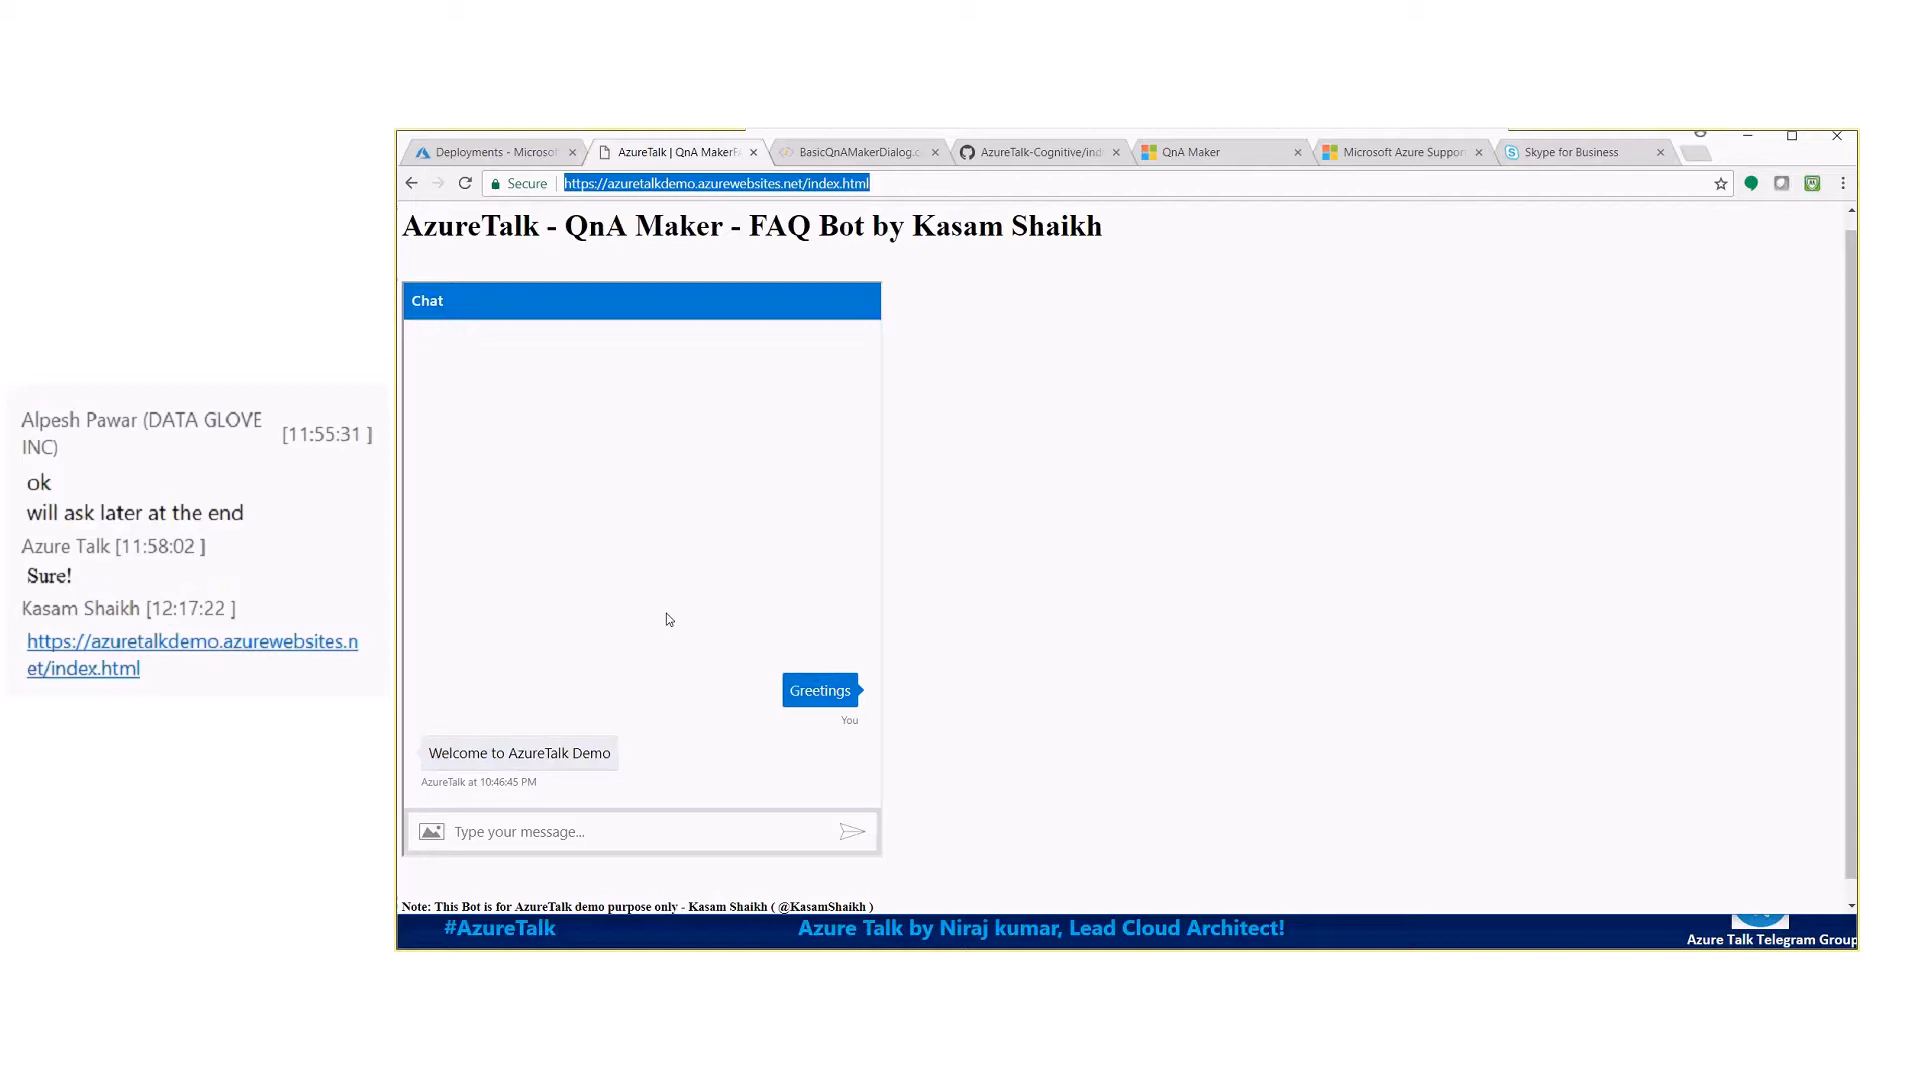 Alpesh Pawar (DATA GLOVE
INC)
[11:55:31 ]
ok
will ask later at the end
Azure Talk [11:58:02 ]
Sure!
Kasam Shaikh [12:17:22 ]
https://azuretalkdemo.azurewebsites.n
et/index.html
Deployments - Microsof
AzureTalk | QnA MakerF
BasicQnAMakerDialog.c
AzureTalk-Cognitive/ind
QnA Maker
Microsoft Azure Suppor
Skype for Business
Secure
https://azuretalkdemo.azurewebsites.net/index.html
AzureTalk - QnA Maker - FAQ Bot by Kasam Shaikh
Chat
Greetings
You
Welcome to AzureTalk Demo
AzureTalk at 10:46:45 PM
Type your message...
Note: This Bot is for AzureTalk demo purpose only - Kasam Shaikh ( @KasamShaikh )
#AzureTalk
Azure Talk by Niraj kumar, Lead Cloud Architect!
Azure Talk Telegram Group